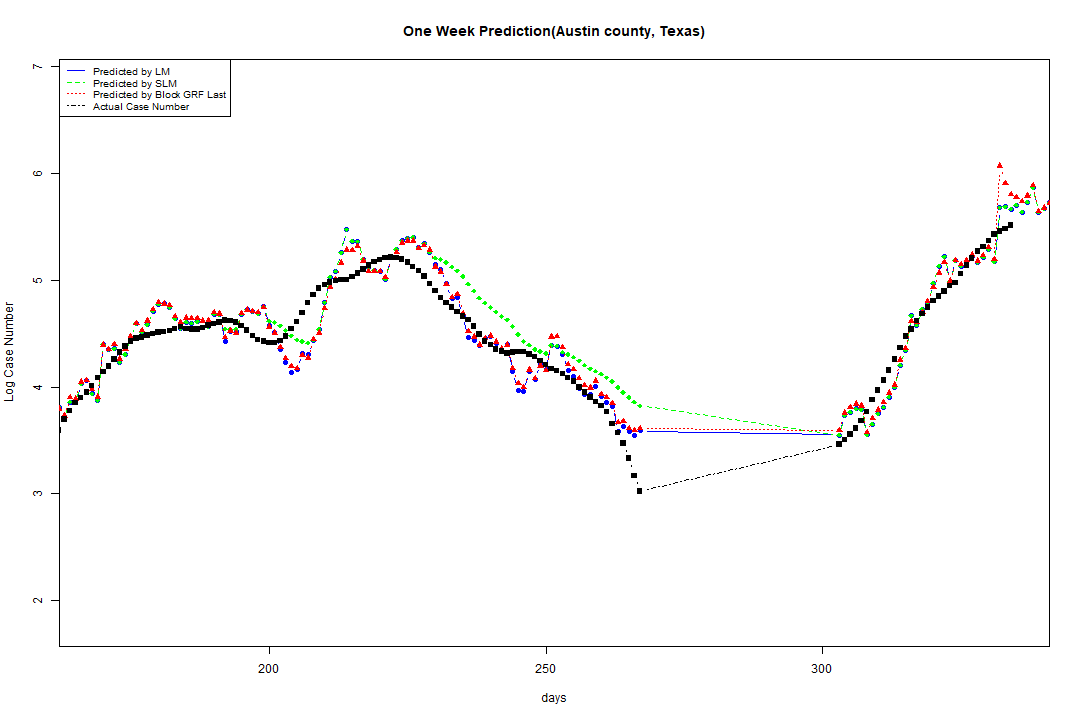 One Week Prediction(Austin county, Texas)
Predicted by LM
Predicted by SLM
Predicted by Block GRF Last
Actual Case Number
Log Case Number
7
6
5
4
3
2
200
250
300
days